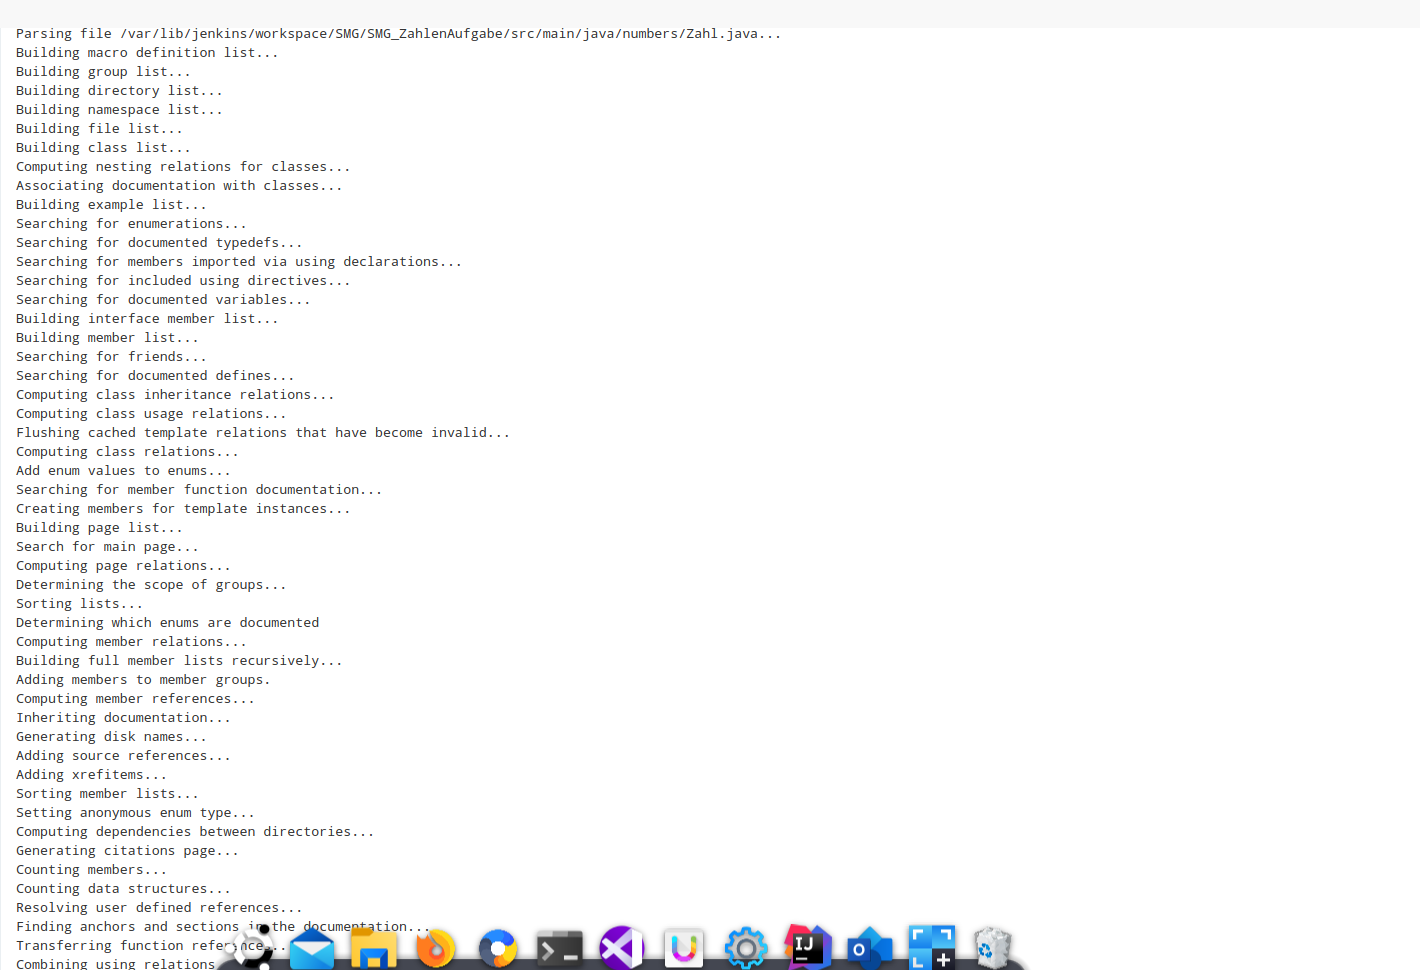 Parsing file /var/lib/jenkins/workspace/SMG/SMG_ZahlenAufgabe/src/main/java/numbers/Zahl.java...
Building macro definition list...
Building group list...
Building directory list...
Building namespace list...
Building file list...
Building class list...
Computing nesting relations for classes...
Associating documentation with classes...
Building example list...
Searching for enumerations...
Searching for documented typedefs...
Searching for members imported via using declarations...
Searching for included using directives...
Searching for documented variables...
Building interface member list...
Building member list...
Searching for friends...
Searching for documented defines...
Computing class inheritance relations...
Computing class usage relations...
Flushing cached template relations that have become invalid...
Computing class relations...
Add enum values to enums...
Searching for member function documentation...
Creating members for template instances...
Building page list...
Search for main page...
Computing page relations...
Determining the scope of groups...
Sorting lists...
Determining which enums are documented
Computing member relations...
Building full member lists recursively...
Adding members to member groups.
Computing member references...
Inheriting documentation...
Generating disk names...
Adding source references...
Adding xrefitems...
Sorting member lists...
Setting anonymous enum type...
Computing dependencies between directories...
Generating citations page...
Counting members...
Counting data structures...
Resolving user defined references...
Finding anchors and sections in the documentation...
Transferring function references...
Combining using relations
IJ